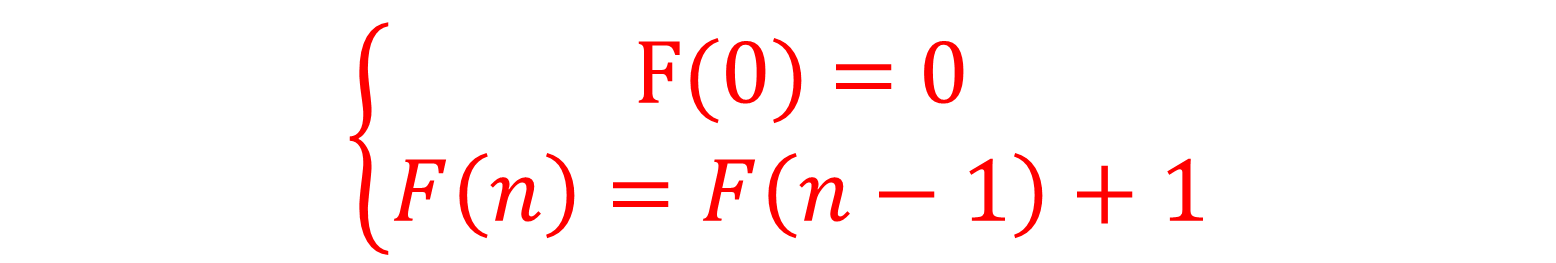 F(0) = 0
F(n) = F(n − 1) + 1